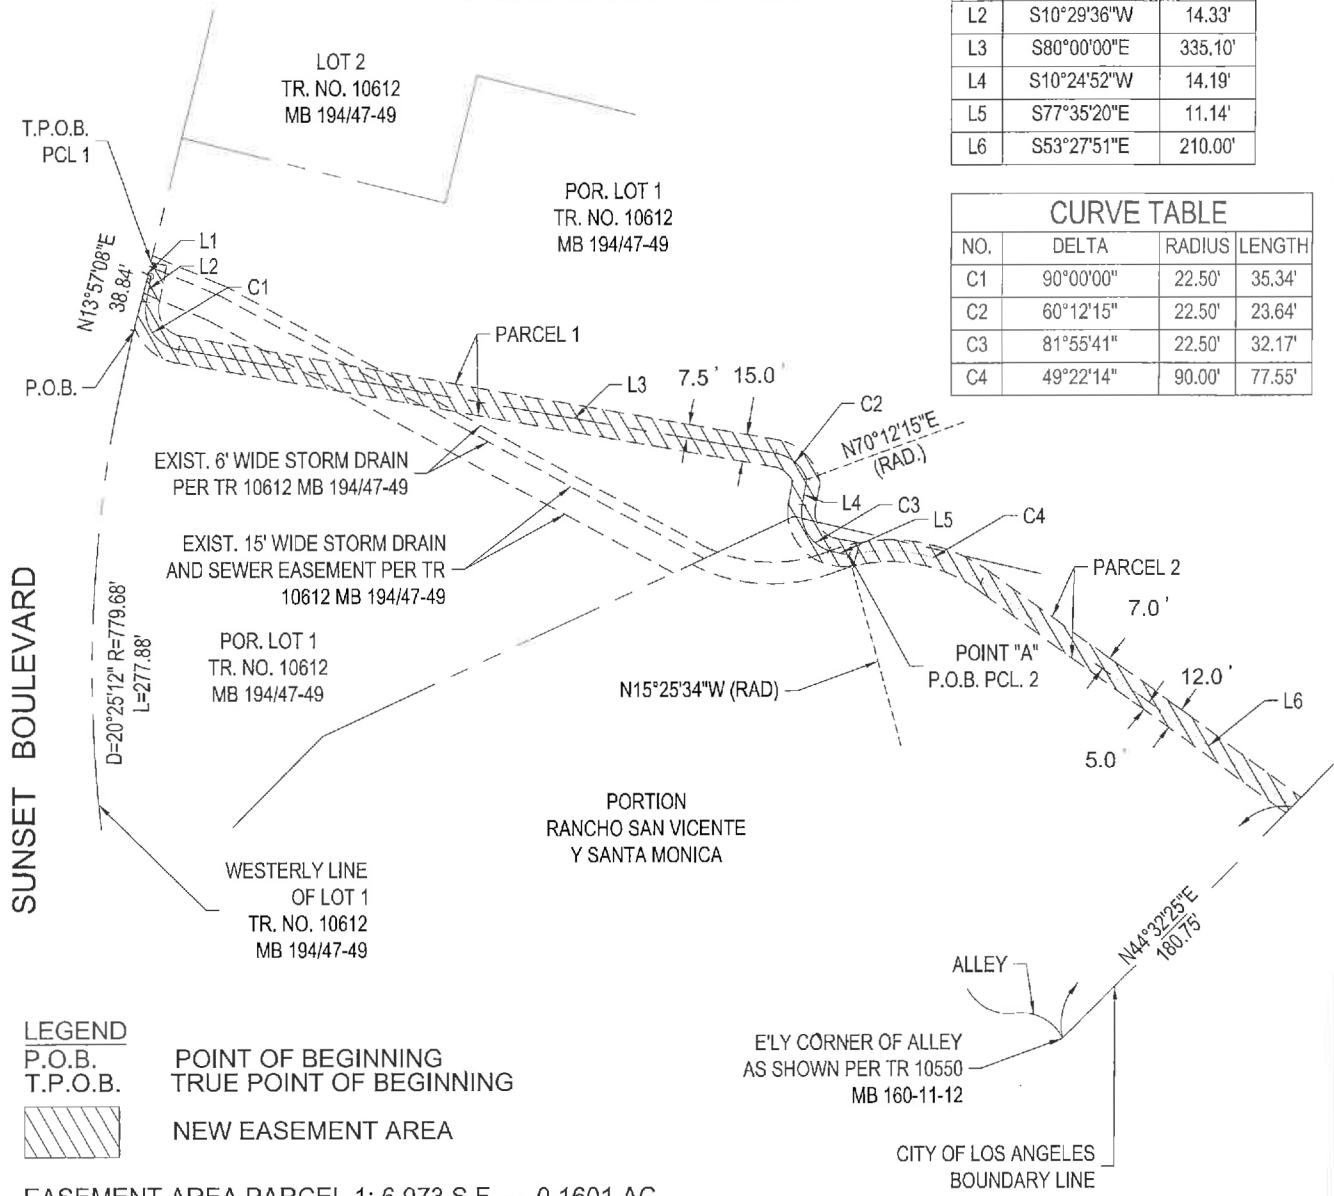 L2 S10°29'36"W 14.33'
L3 S80°00'00"E 335.10'
L4 S10°24'52"W 14.19'
L5 S77°35'20"E 11.14'
L6 S53°27'51"E 210.00'
CURVE TABLE
NO. DELTA RADIUS LENGTH
C1 90°00'00" 22.50' 35.34'
C2 60°12'15" 22.50' 23.64'
C3 81°55'41" 22.50' 32.17'
C4 49°22'14" 90.00' 77.55'
LOT 2
TR. NO. 10612
MB 194/47-49
T.P.O.B.
PCL 1
POR. LOT 1
TR. NO. 10612
MB 194/47-49
L1
L2
C1
N13°57'08"E
38.84'
PARCEL 1
P.O.B.
L3
7.5'
15.0'
C2
N70°12'15"E
(RAD.)
EXIST. 6' WIDE STORM DRAIN
PER TR 10612 MB 194/47-49
L4
C3
L5
C4
EXIST. 15' WIDE STORM DRAIN
AND SEWER EASEMENT PER TR
10612 MB 194/47-49
PARCEL 2
7.0'
SUNSET BOULEVARD
D=20°25'12" R=779.68'
L=277.88'
POR. LOT 1
TR. NO. 10612
MB 194/47-49
POINT "A"
P.O.B. PCL. 2
N15°25'34"W (RAD)
12.0'
L6
5.0'
PORTION
RANCHO SAN VICENTE
Y SANTA MONICA
WESTERLY LINE
OF LOT 1
TR. NO. 10612
MB 194/47-49
N44°32'25"E
180.75'
ALLEY
E'LY CORNER OF ALLEY
AS SHOWN PER TR 10550
MB 160-11-12
CITY OF LOS ANGELES
BOUNDARY LINE
LEGEND
P.O.B. POINT OF BEGINNING
T.P.O.B. TRUE POINT OF BEGINNING
NEW EASEMENT AREA
EASEMENT AREA PARCEL 1: 6,973 S.F. 0.1601 AC